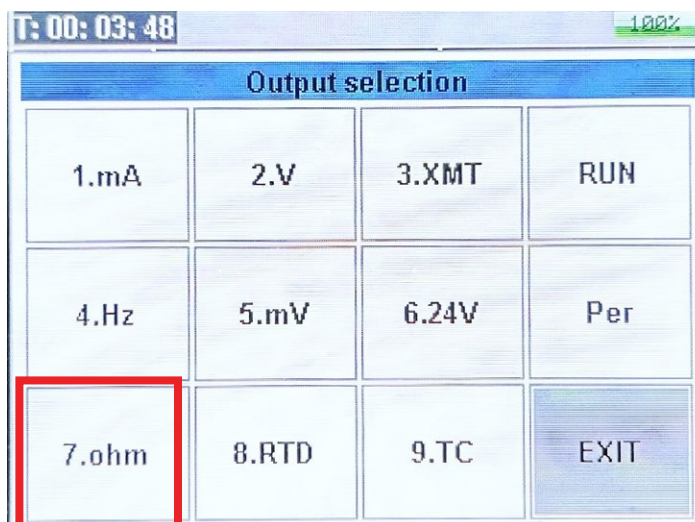 T: 00: 03: 48 100%
Output selection
1.mA 2.V 3.XMT RUN
4.Hz 5.mV 6.24V Per
7.ohm 8.RTD 9.TC EXIT